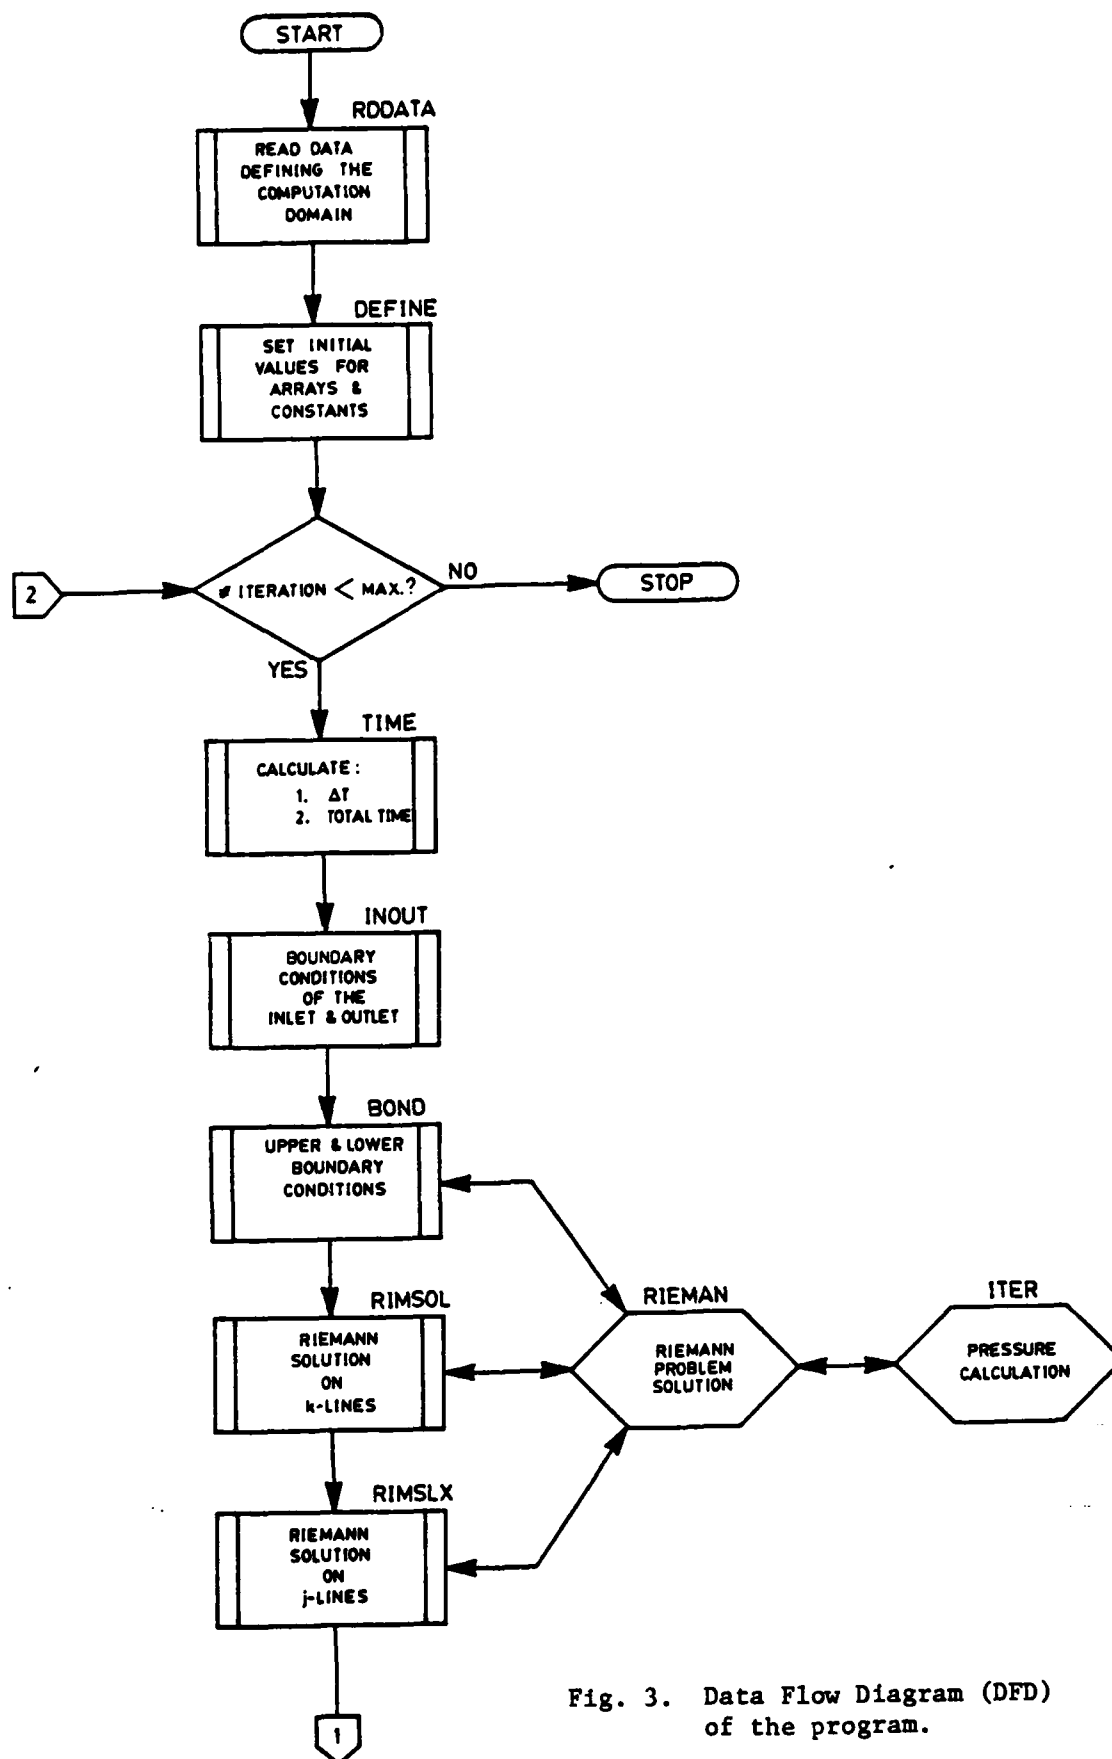 START
RDDATA
READ DATA
DEFINING THE
COMPUTATION
DOMAIN
DEFINE
SET INITIAL
VALUES FOR
ARRAYS &
CONSTANTS
2
# ITERATION < MAX.?
NO
STOP
YES
TIME
CALCULATE :
1. ΔT
2. TOTAL TIME
INOUT
BOUNDARY
CONDITIONS
OF THE
INLET & OUTLET
BOND
UPPER & LOWER
BOUNDARY
CONDITIONS
RIMSOL
RIEMANN
SOLUTION
ON
k-LINES
RIEMAN
RIEMANN
PROBLEM
SOLUTION
ITER
PRESSURE
CALCULATION
RIMSLX
RIEMANN
SOLUTION
ON
j-LINES
1
Fig. 3. Data Flow Diagram (DFD)
of the program.